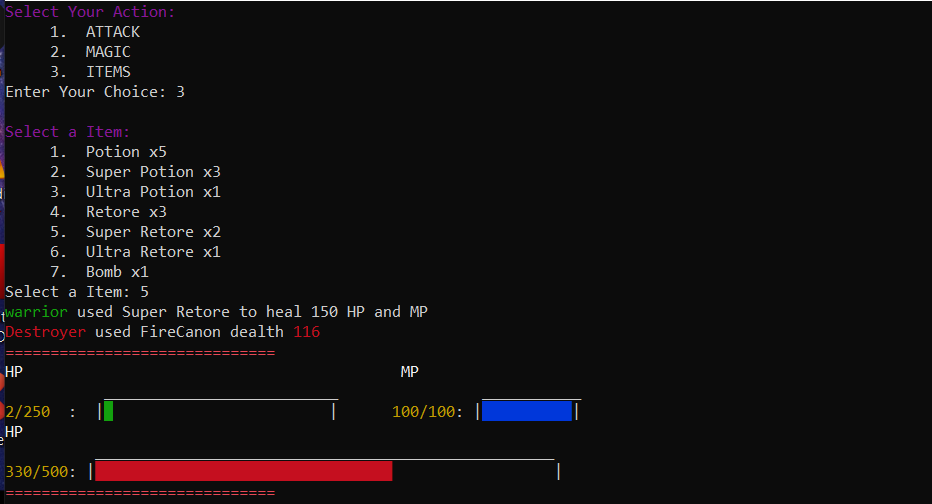 Select Your Action:
1. ATTACK
2. MAGIC
3. ITEMS
Enter Your Choice: 3
Select a Item:
1. Potion x5
2. Super Potion x3
3. Ultra Potion x1
4. Retore x3
5. Super Retore x2
6. Ultra Retore x1
7. Bomb x1
Select a Item: 5
warrior used Super Retore to heal 150 HP and MP
Destroyer used FireCanon dealth 116
==============================
HP MP
2/250 : | | 100/100: | |
HP
330/500: | |
==============================